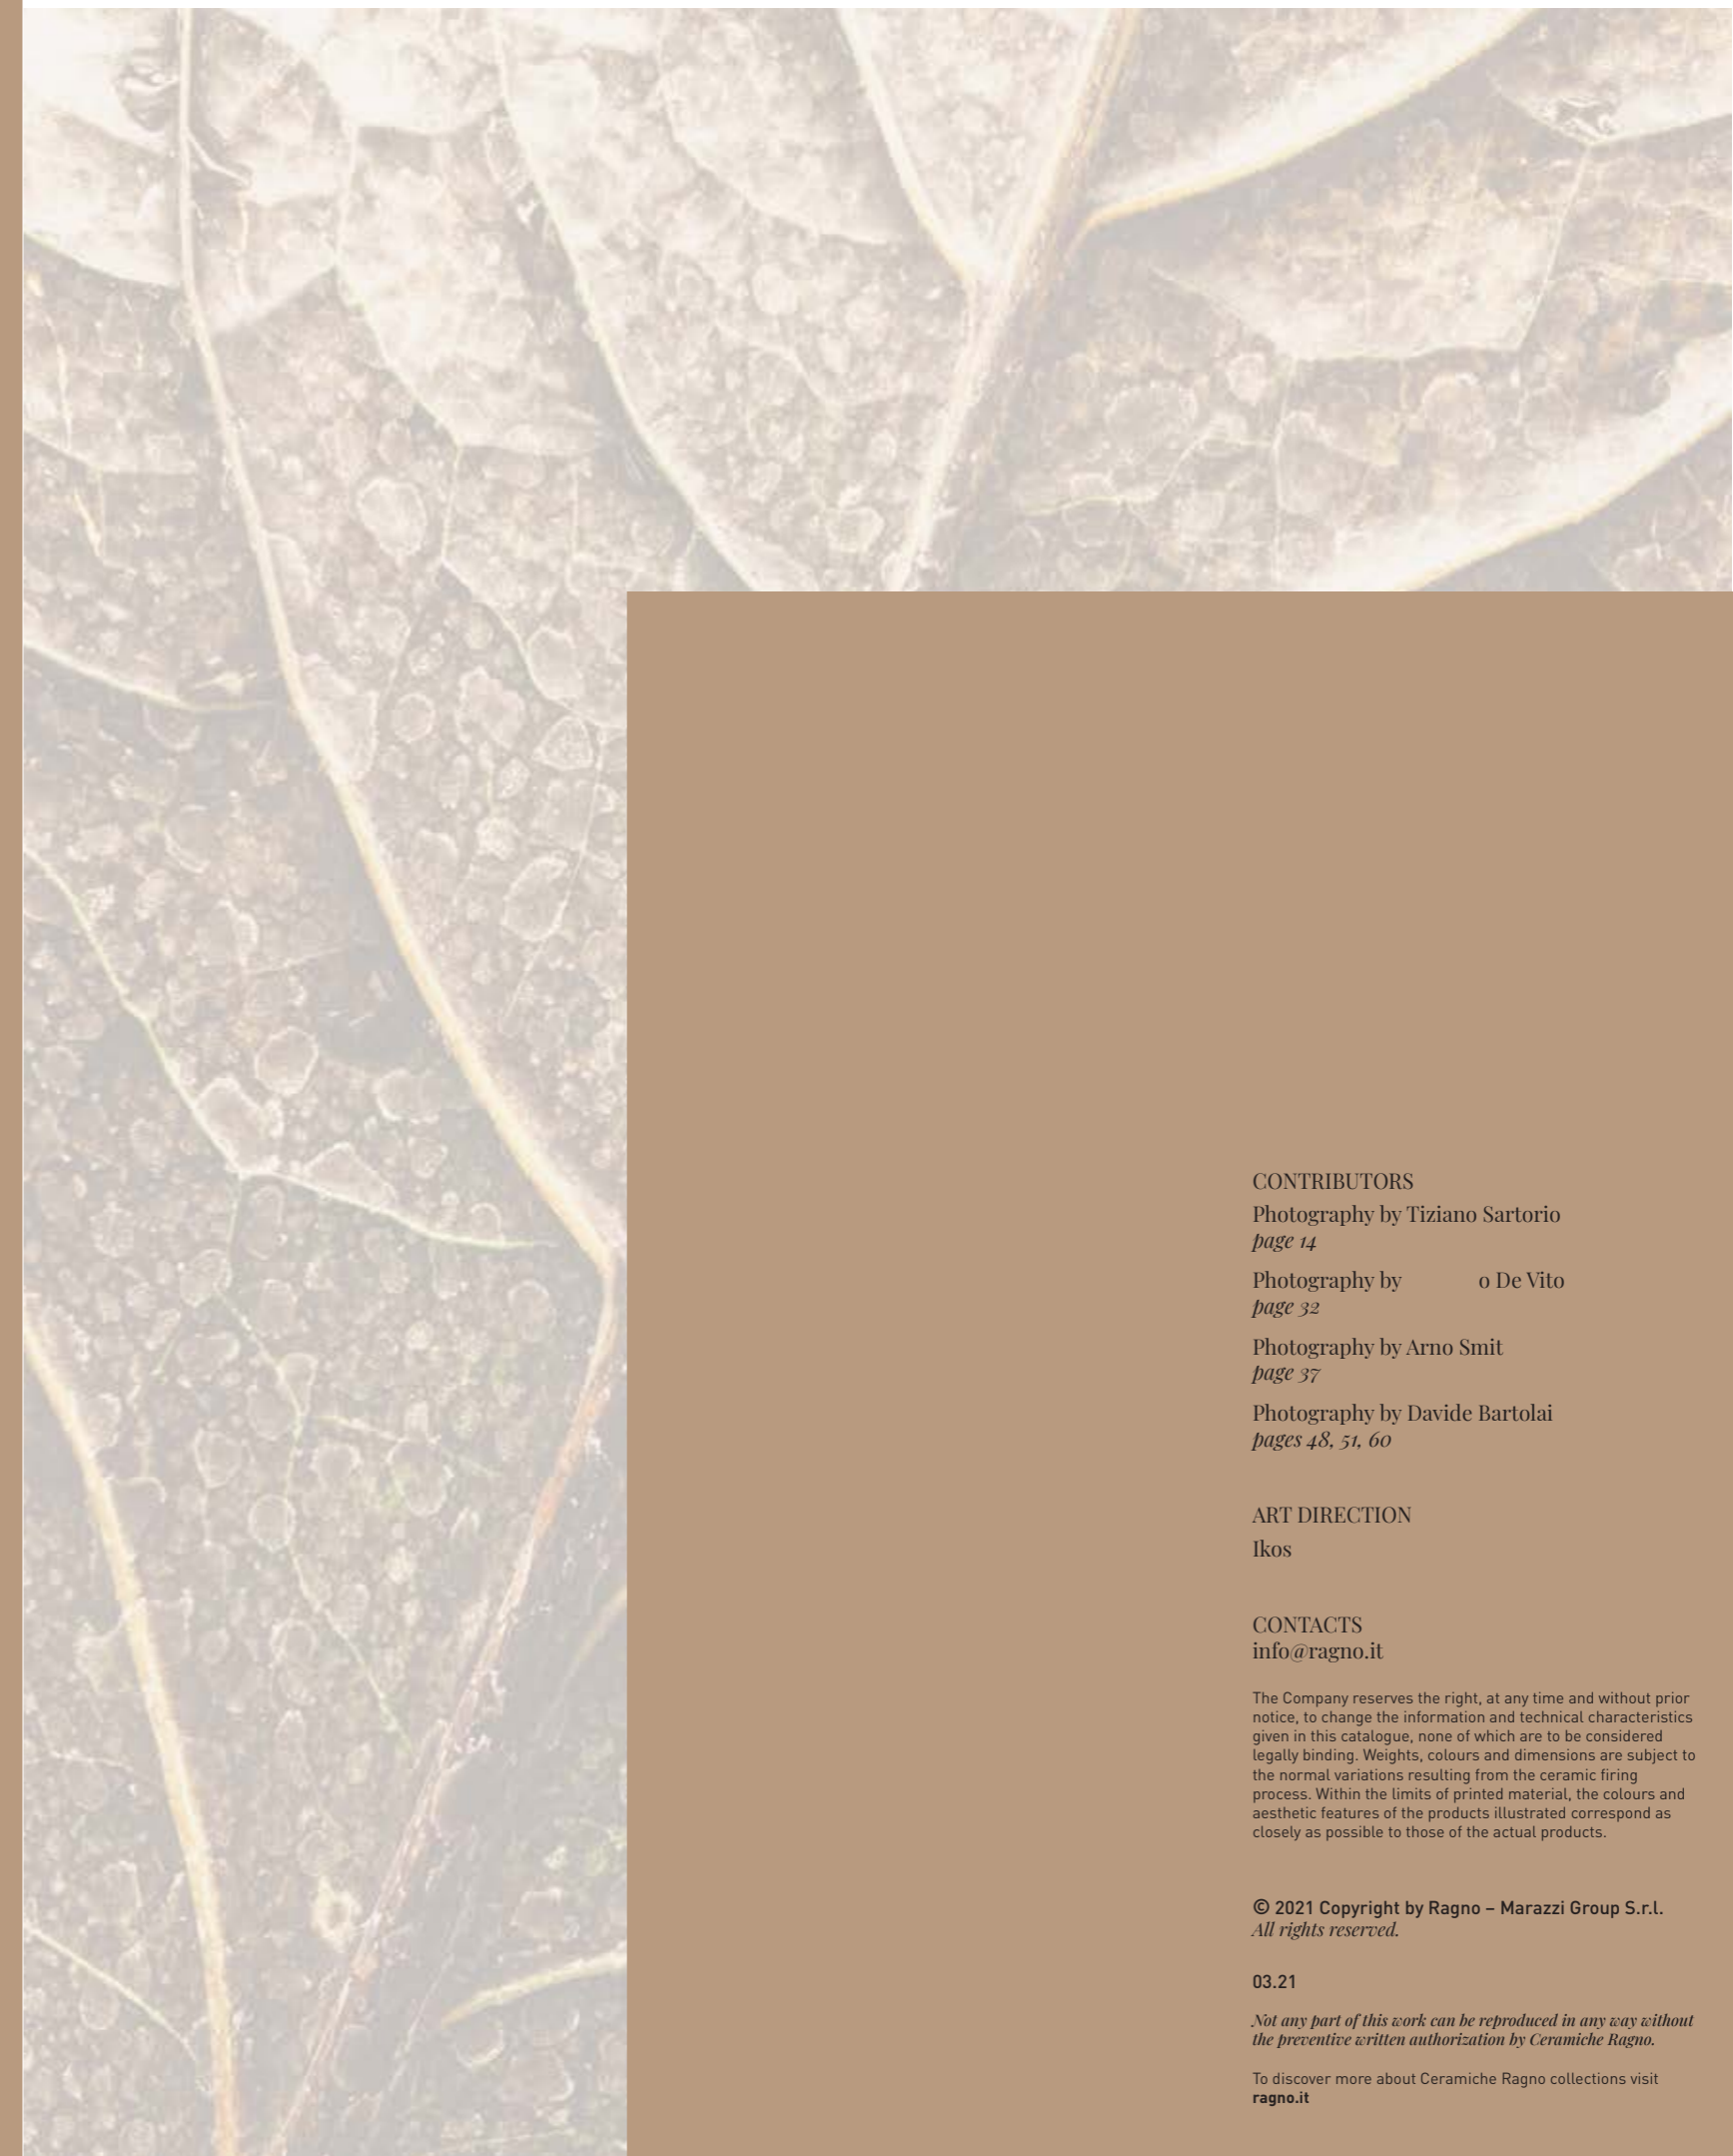 CONTRIBUTORS
Photography by Tiziano Sartorio
page 14
Photography by o De Vito
page 32
Photography by Arno Smit
page 37
Photography by Davide Bartolai
pages 48, 51, 60
ART DIRECTION
Ikos
CONTACTS
info@ragno.it
The Company reserves the right, at any time and without prior
notice, to change the information and technical characteristics
given in this catalogue, none of which are to be considered
legally binding. Weights, colours and dimensions are subject to
the normal variations resulting from the ceramic firing
process. Within the limits of printed material, the colours and
aesthetic features of the products illustrated correspond as
closely as possible to those of the actual products.
© 2021 Copyright by Ragno – Marazzi Group S.r.l.
All rights reserved.
03.21
Not any part of this work can be reproduced in any way without
the preventive written authorization by Ceramiche Ragno.
To discover more about Ceramiche Ragno collections visit
ragno.it